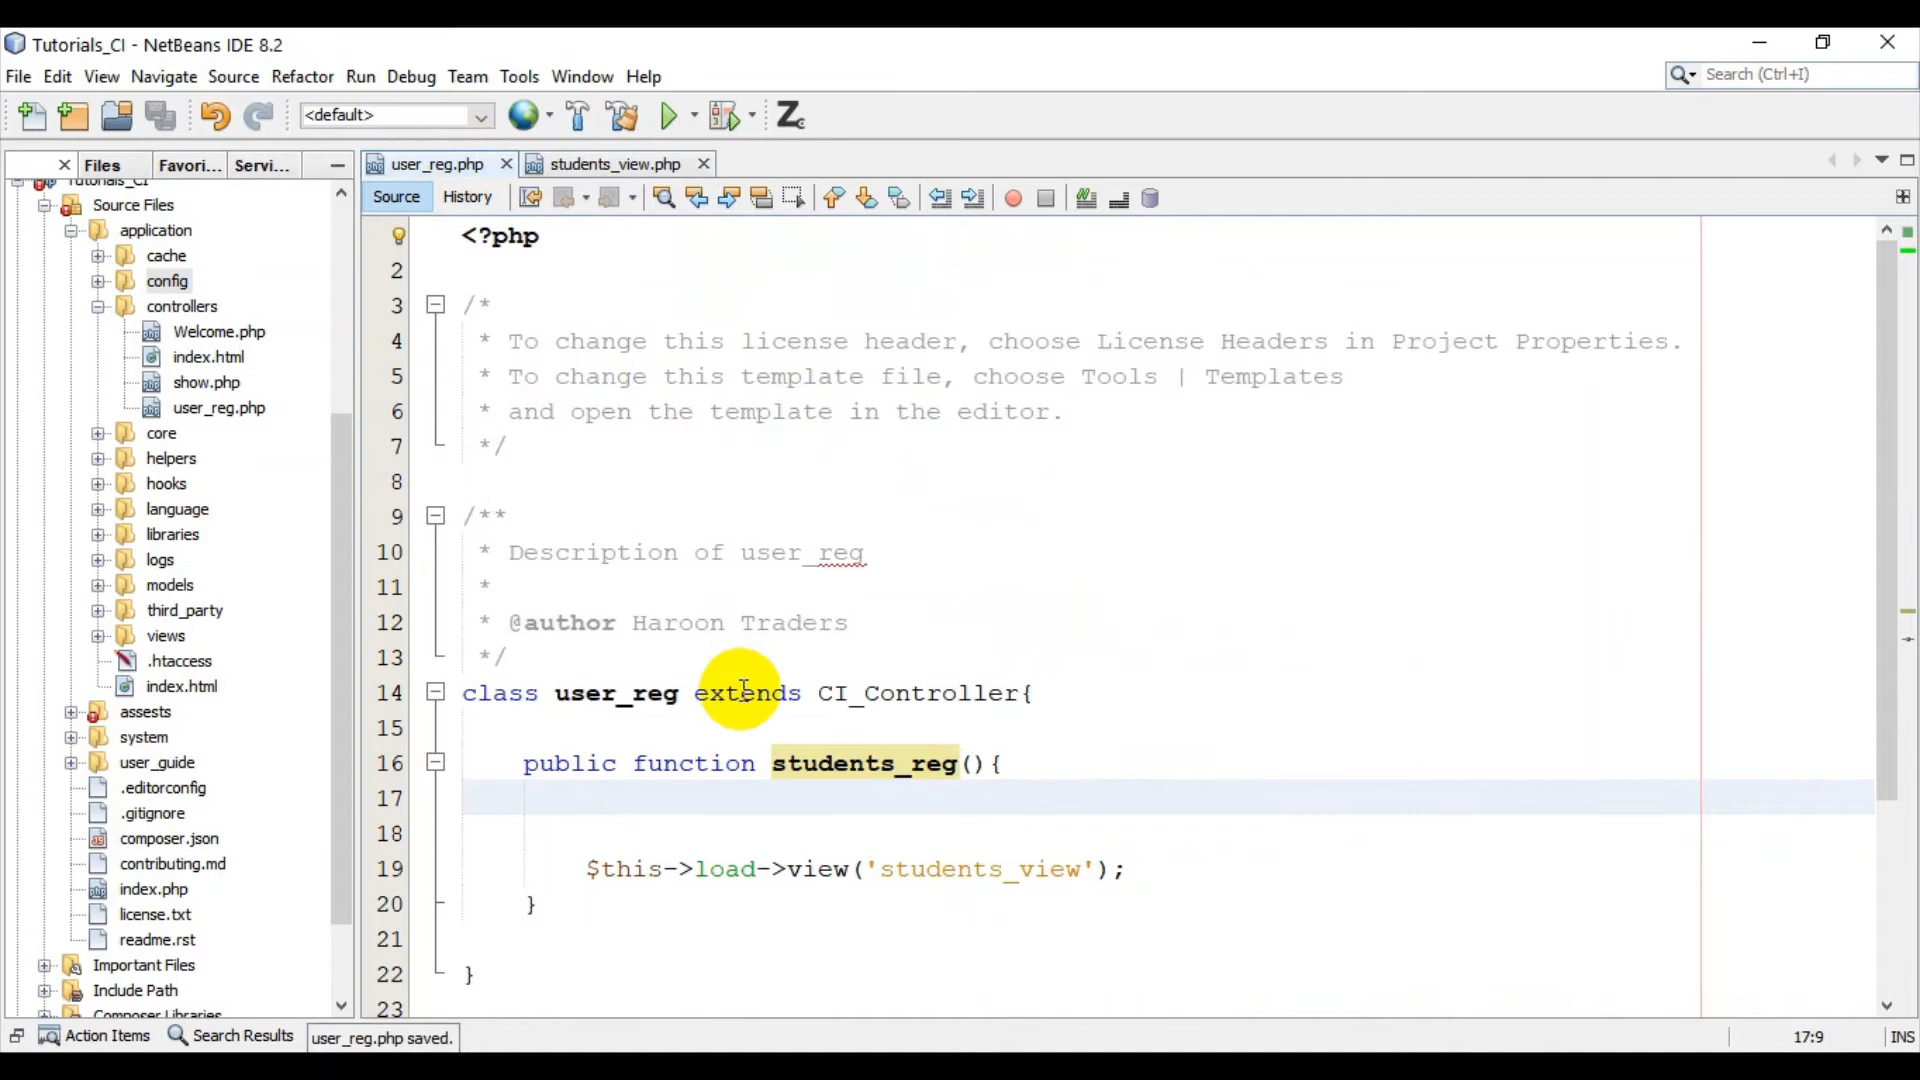 Tutorials_CI - NetBeans IDE 8.2
File Edit View Navigate Source Refactor Run Debug Team Tools Window Help
Search (Ctrl+I)
<default>
Files Favori... Servi...
user_reg.php students_view.php
Source History
Tutorials_CI
Source Files
application
cache
config
controllers
Welcome.php
index.html
show.php
user_reg.php
core
helpers
hooks
language
libraries
logs
models
third_party
views
.htaccess
index.html
assests
system
user_guide
.editorconfig
.gitignore
composer.json
contributing.md
index.php
license.txt
readme.rst
Important Files
Include Path
Composer Libraries
<?php
2
3 /*
4 * To change this license header, choose License Headers in Project Properties.
5 * To change this template file, choose Tools | Templates
6 * and open the template in the editor.
7 */
8
9 /**
10 * Description of user_reg
11 *
12 * @author Haroon Traders
13 */
14 class user_reg extends CI_Controller{
15
16 public function students_reg(){
17
18
19 $this->load->view('students_view');
20 }
21
22 }
23
Action Items Search Results user_reg.php saved.
17:9 INS